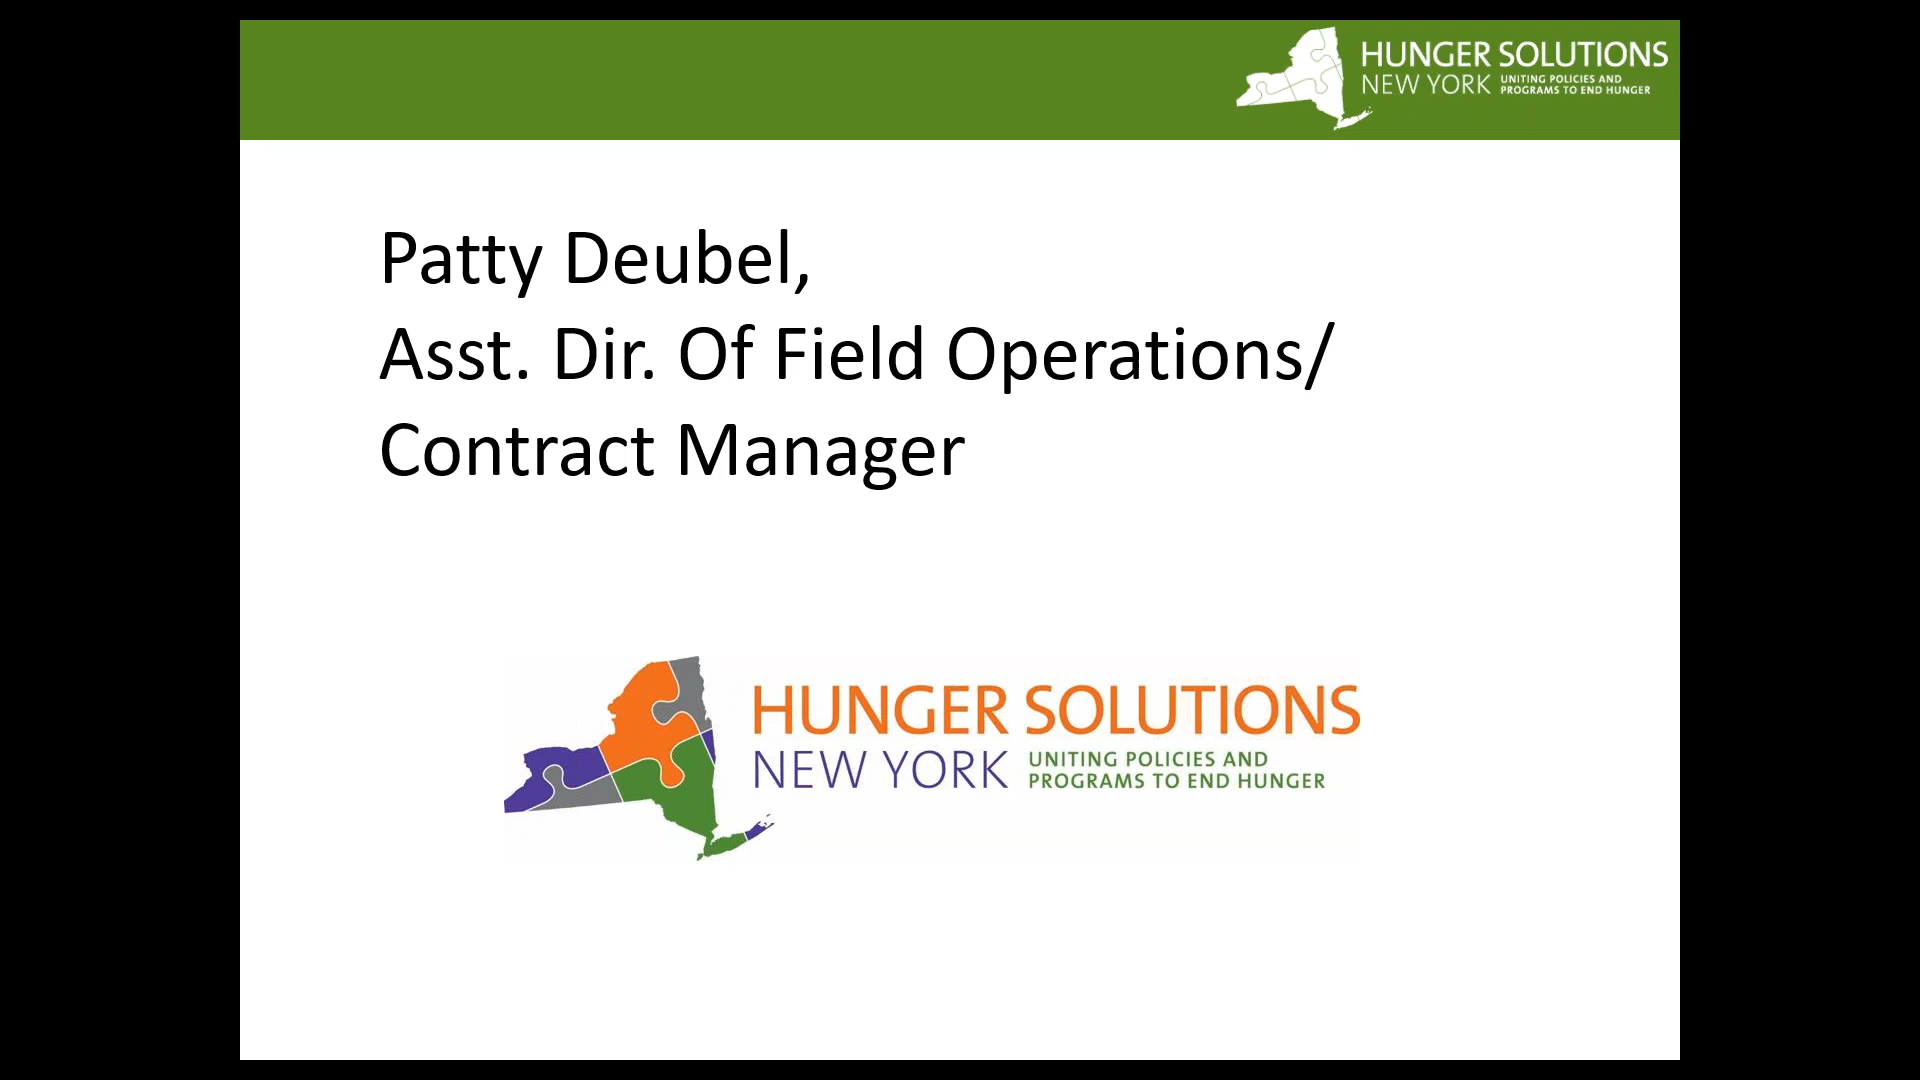 HUNGER SOLUTIONS
NEW YORK UNITING POLICIES AND
PROGRAMS TO END HUNGER
Patty Deubel,
Asst. Dir. Of Field Operations/
Contract Manager
HUNGER SOLUTIONS
NEW YORK UNITING POLICIES AND
PROGRAMS TO END HUNGER